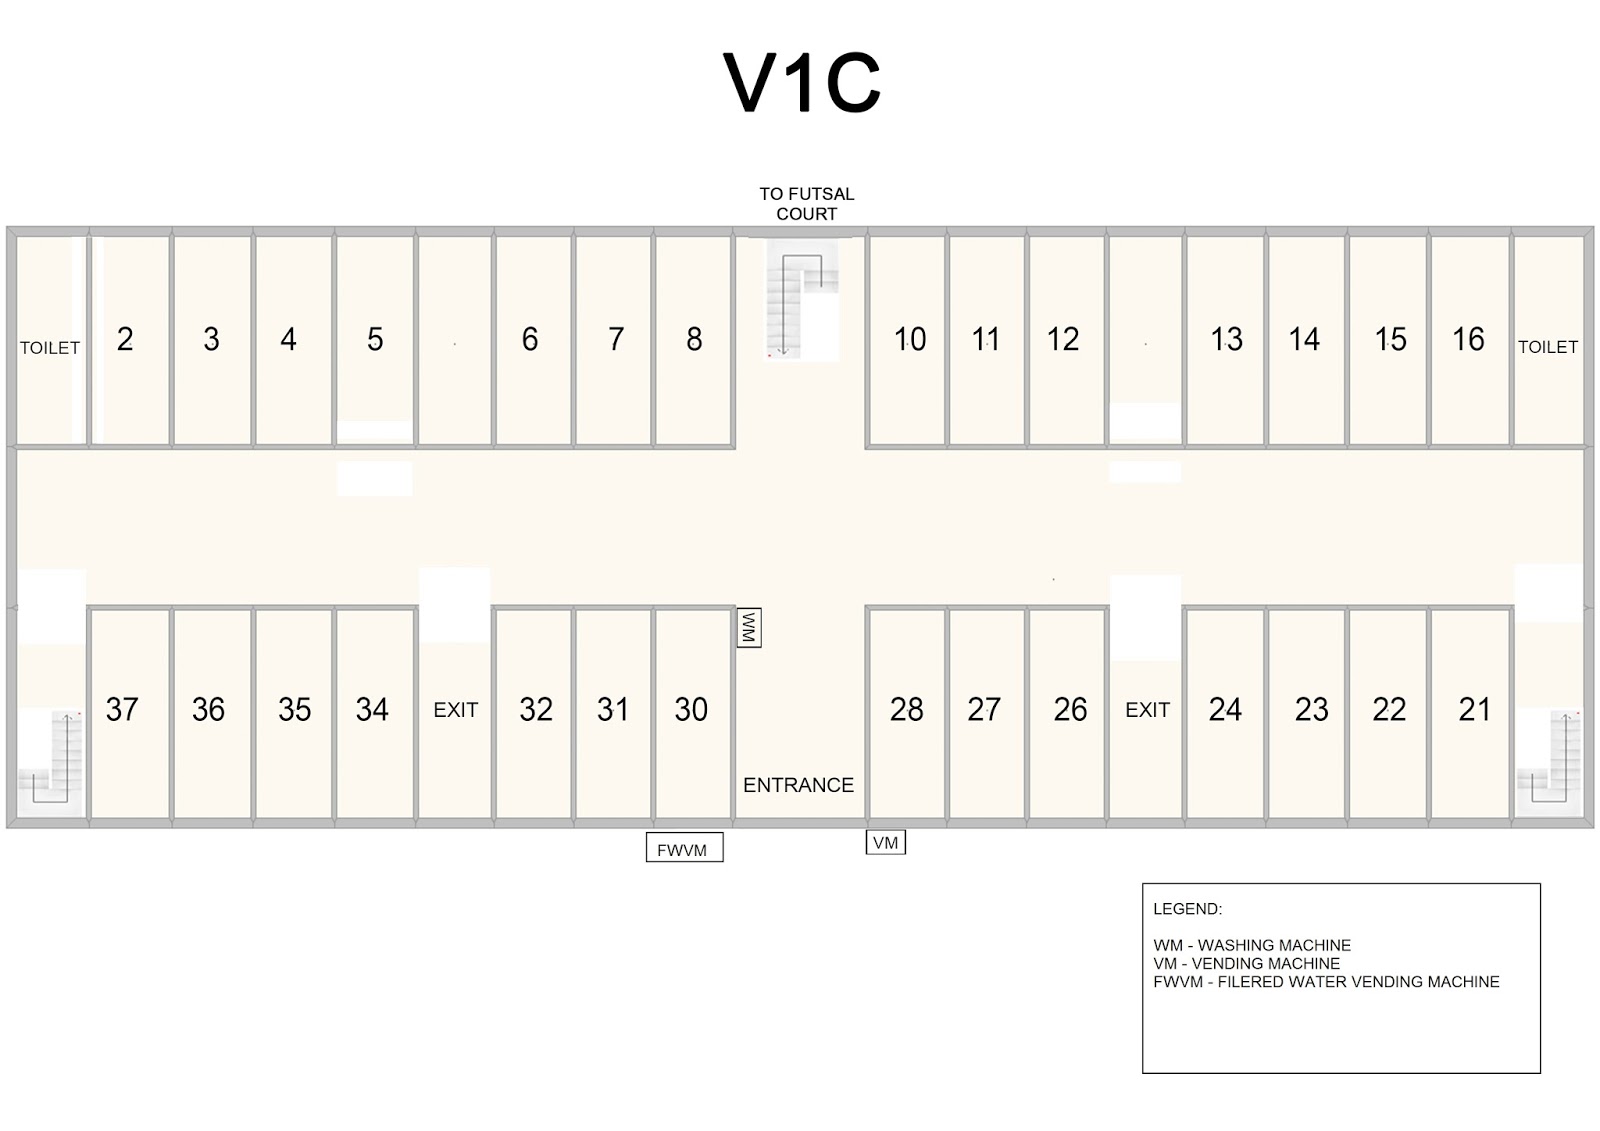 V1C
TO FUTSAL
COURT
TOILET 2 3 4 5 6 7 8 10 11 12 13 14 15 16 TOILET
WM
37 36 35 34 EXIT 32 31 30 28 27 26 EXIT 24 23 22 21
ENTRANCE
FWVM VM
LEGEND:
WM - WASHING MACHINE
VM - VENDING MACHINE
FWVM - FILERED WATER VENDING MACHINE